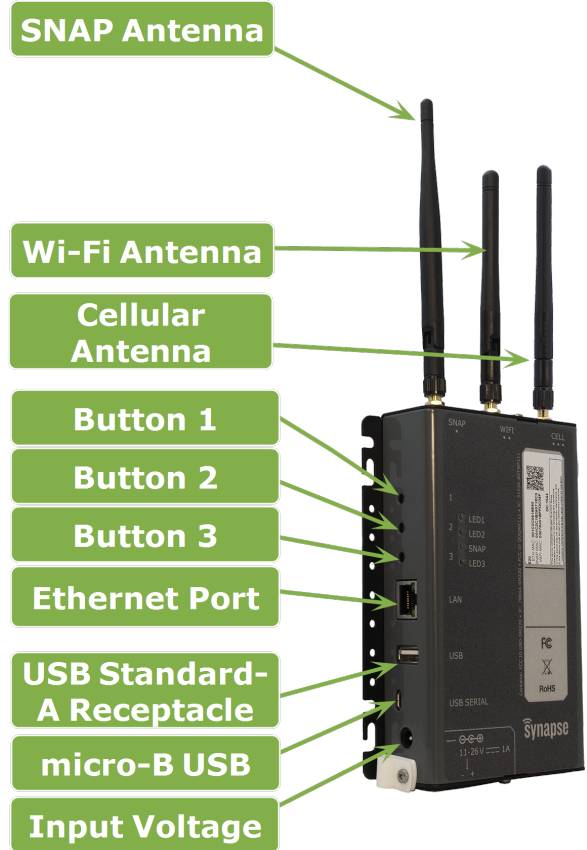 SNAP Antenna
Wi-Fi Antenna
Cellular
Antenna
Button 1
Button 2
Button 3
Ethernet Port
USB Standard-
A Receptacle
micro-B USB
Input Voltage
SNAP
WIFI
CELL
1
2
3
LED1
LED2
SNAP
LED3
LAN
USB
USB SERIAL
11-26V 1A
- +
FC
RoHS
synapse